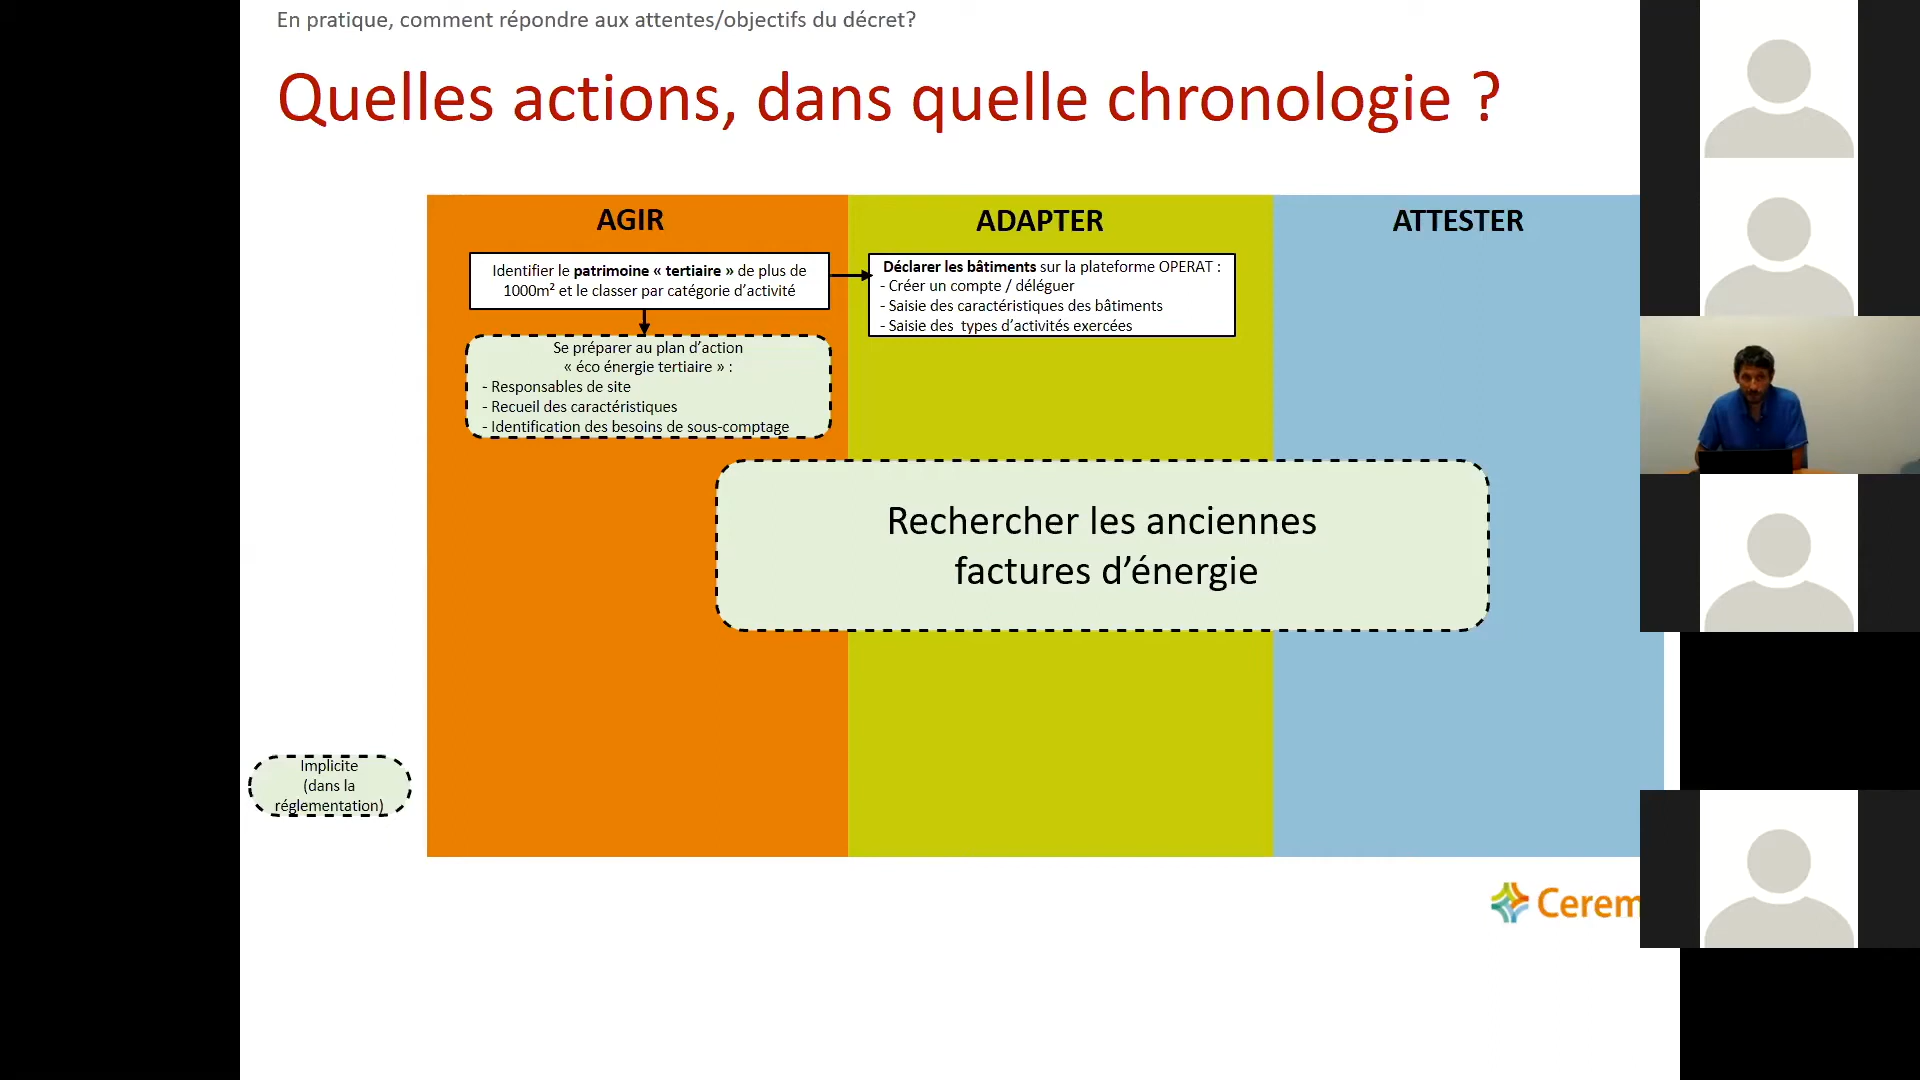 En pratique, comment répondre aux attentes/objectifs du décret?
Quelles actions, dans quelle chronologie ?
AGIR
ADAPTER
ATTESTER
Identifier le patrimoine « tertiaire » de plus de
1000m² et le classer par catégorie d’activité
Déclarer les bâtiments sur la plateforme OPERAT :
- Créer un compte / déléguer
- Saisie des caractéristiques des bâtiments
- Saisie des  types d’activités exercées
Se préparer au plan d’action
« éco énergie tertiaire » :
- Responsables de site
- Recueil des caractéristiques
- Identification des besoins de sous-comptage
Rechercher les anciennes
factures d’énergie
Implicite
(dans la
réglementation)
Cerem